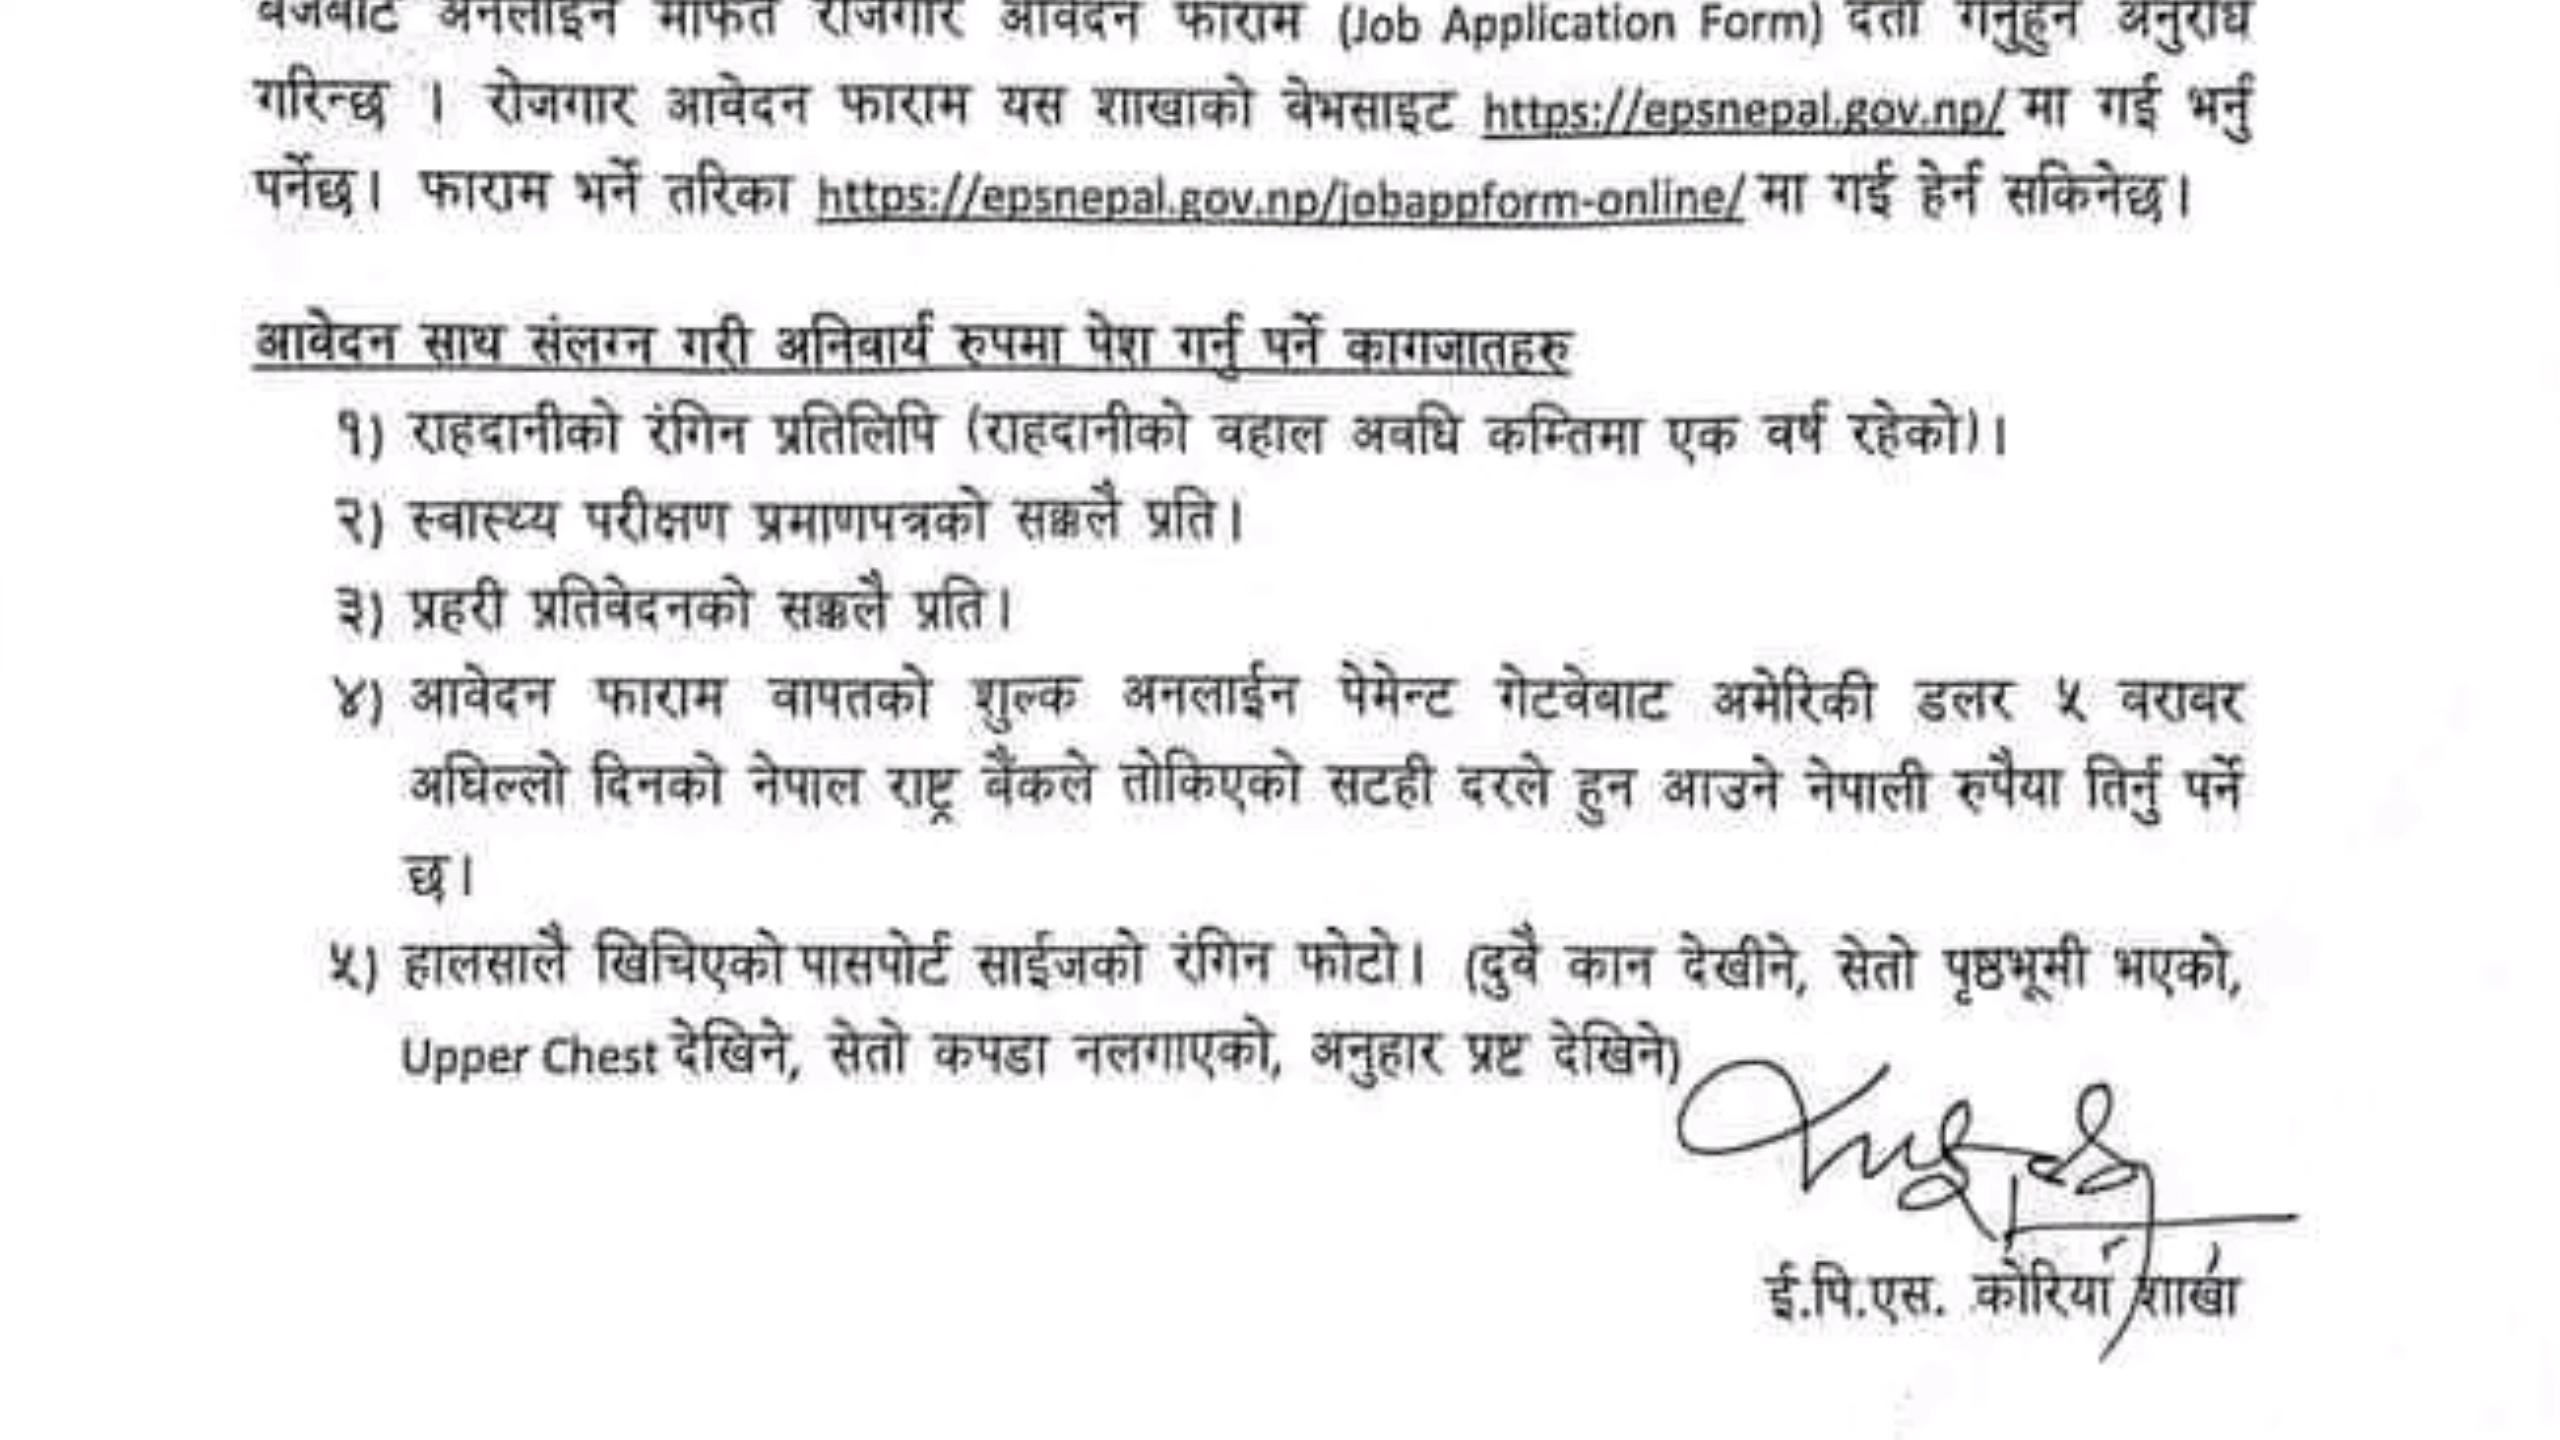 बजेबाट अनलाइन मार्फत रोजगार आवेदन फाराम (Job Application Form) दर्ता गर्नुहुन अनुरोध
गरिन्छ । रोजगार आवेदन फाराम यस शाखाको वेभसाइट https://epsnepal.gov.np/ मा गई भर्नु
पर्नेछ। फाराम भर्ने तरिका https://epsnepal.gov.np/jobappform-online/ मा गई हेर्न सकिनेछ।
आवेदन साथ संलग्न गरी अनिवार्य रुपमा पेश गर्नु पर्ने कागजातहरु
१) राहदानीको रंगिन प्रतिलिपि (राहदानीको वहाल अवधि कम्तिमा एक वर्ष रहेको)।
२) स्वास्थ्य परीक्षण प्रमाणपत्रको सक्कलै प्रति।
३) प्रहरी प्रतिवेदनको सक्कलै प्रति।
४) आवेदन फाराम वापतको शुल्क अनलाईन पेमेन्ट गेटवेबाट अमेरिकी डलर ५ वरावर
अघिल्लो दिनको नेपाल राष्ट्र बैंकले तोकिएको सटही दरले हुन आउने नेपाली रुपैया तिर्नु पर्ने
छ।
५) हालसालै खिचिएको पासपोर्ट साईजको रंगिन फोटो। (दुवै कान देखीने, सेतो पृष्ठभूमी भएको,
Upper Chest देखिने, सेतो कपडा नलगाएको, अनुहार प्रष्ट देखिने)
ई.पि.एस. कोरिया शाखा